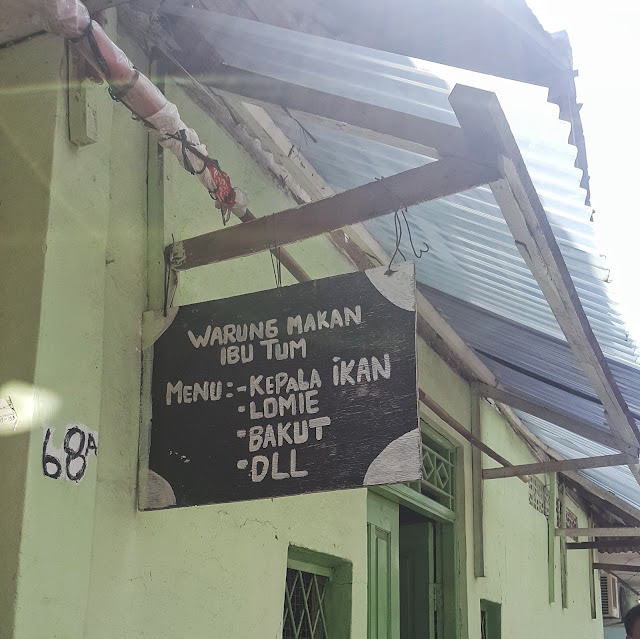 WARUNG MAKAN
IBU TUM
MENU:-KEPALA IKAN
-LOMIE
-BAKUT
-DLL
68A